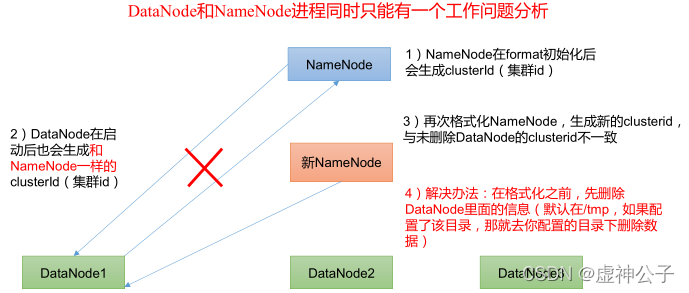 DataNode和NameNode进程同时只能有一个工作问题分析
NameNode
1）NameNode在format初始化后
会生成clusterId（集群id）
2）DataNode在启
动后也会生成和
NameNode一样的
clusterId（集群id）
3）再次格式化NameNode，生成新的clusterid，
与未删除DataNode的clusterid不一致
新NameNode
4）解决办法：在格式化之前，先删除
DataNode里面的信息（默认在/tmp，如果配
置了该目录，那就去你配置的目录下删除数
据）
DataNode1
DataNode2
DataNode3
CSDN @虚神公子